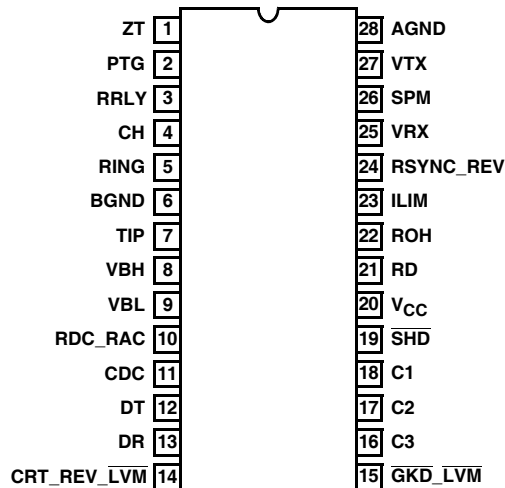 ZT 1 28 AGND
PTG 2 27 VTX
RRLY 3 26 SPM
CH 4 25 VRX
RING 5 24 RSYNC_REV
BGND 6 23 ILIM
TIP 7 22 ROH
VBH 8 21 RD
VBL 9 20 VCC
RDC_RAC 10 19 SHD
CDC 11 18 C1
DT 12 17 C2
DR 13 16 C3
CRT_REV_LVM 14 15 GKD_LVM